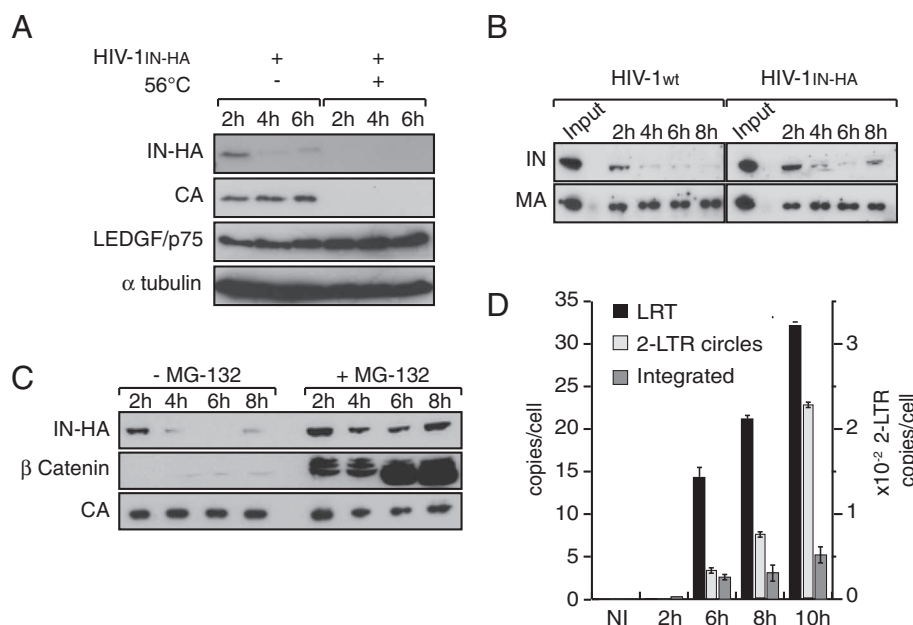 A
HIV-1IN-HA + +
56°C - +
2h 4h 6h 2h 4h 6h
IN-HA
CA
LEDGF/p75
α tubulin
B
HIV-1wt HIV-1IN-HA
Input 2h 4h 6h 8h Input 2h 4h 6h 8h
IN
MA
C
- MG-132 + MG-132
2h 4h 6h 8h 2h 4h 6h 8h
IN-HA
β Catenin
CA
D
LRT
2-LTR circles
Integrated
copies/cell
35
30
25
20
15
10
5
0
x10⁻² 2-LTR
copies/cell
3
2
1
0
NI 2h 6h 8h 10h